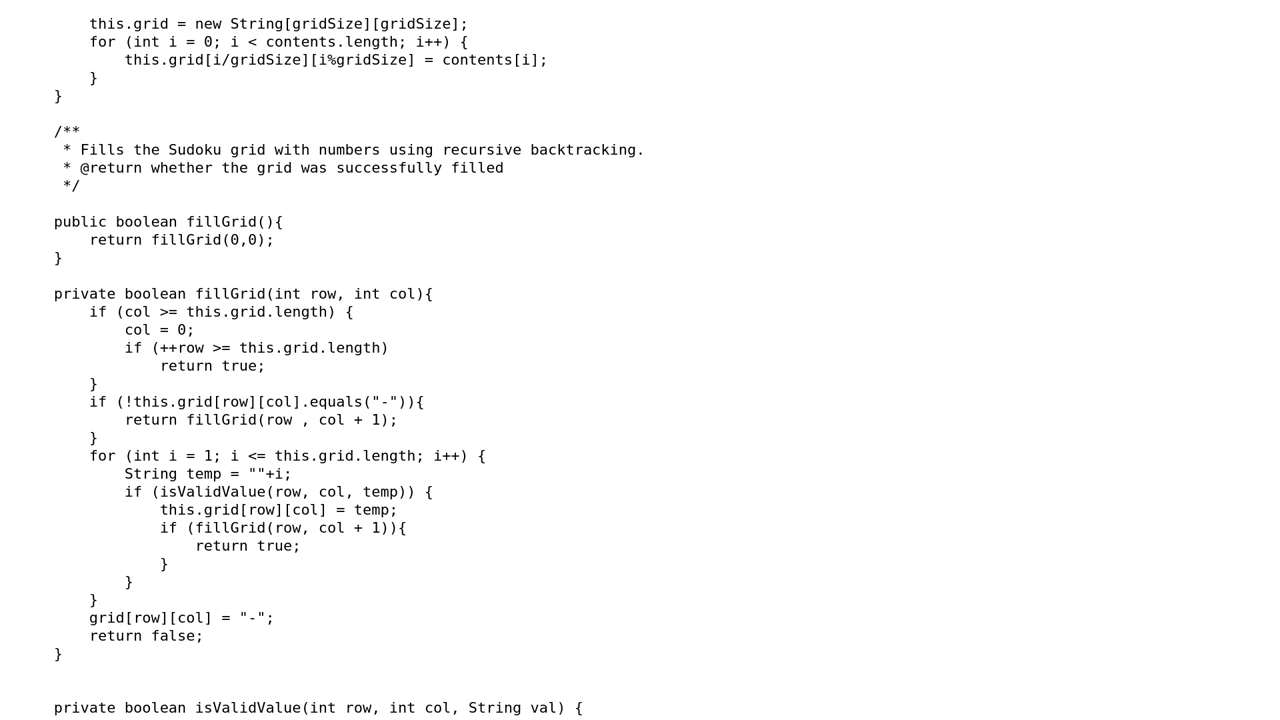 this.grid = new String[gridSize][gridSize];
        for (int i = 0; i < contents.length; i++) {
            this.grid[i/gridSize][i%gridSize] = contents[i];
        }
    }

    /**
     * Fills the Sudoku grid with numbers using recursive backtracking.
     * @return whether the grid was successfully filled
     */

    public boolean fillGrid(){
        return fillGrid(0,0);
    }

    private boolean fillGrid(int row, int col){
        if (col >= this.grid.length) {
            col = 0;
            if (++row >= this.grid.length)
                return true;
        }
        if (!this.grid[row][col].equals("-")){
            return fillGrid(row , col + 1);
        }
        for (int i = 1; i <= this.grid.length; i++) {
            String temp = ""+i;
            if (isValidValue(row, col, temp)) {
                this.grid[row][col] = temp;
                if (fillGrid(row, col + 1)){
                    return true;
                }
            }
        }
        grid[row][col] = "-";
        return false;
    }


    private boolean isValidValue(int row, int col, String val) {